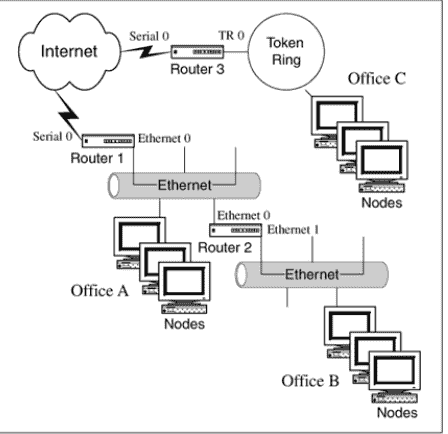 Internet
Serial 0
TR 0
Token
Ring
Router 3
Office C
Serial 0
Ethernet 0
Router 1
Nodes
Ethernet
Ethernet 0
Router 2
Ethernet 1
Office A
Ethernet
Nodes
Office B
Nodes